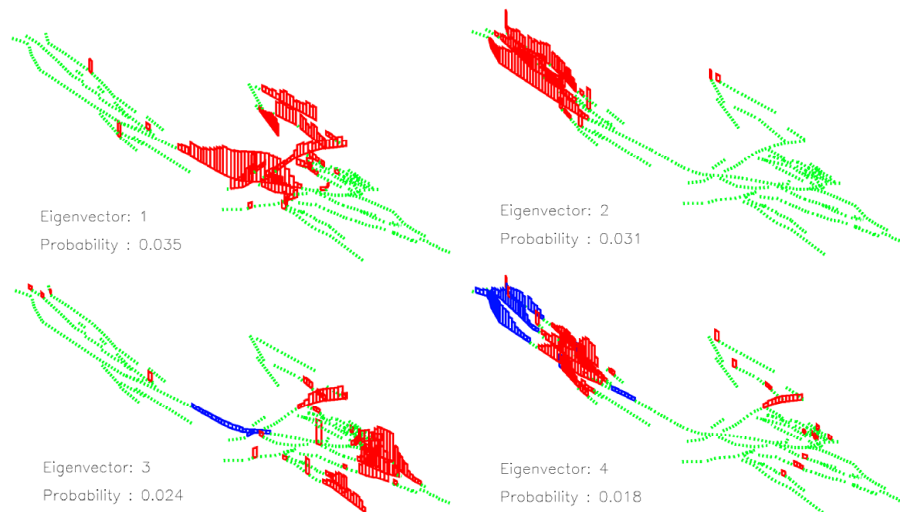 Eigenvector: 1
Probability : 0.035
Eigenvector: 2
Probability : 0.031
Eigenvector: 3
Probability : 0.024
Eigenvector: 4
Probability : 0.018